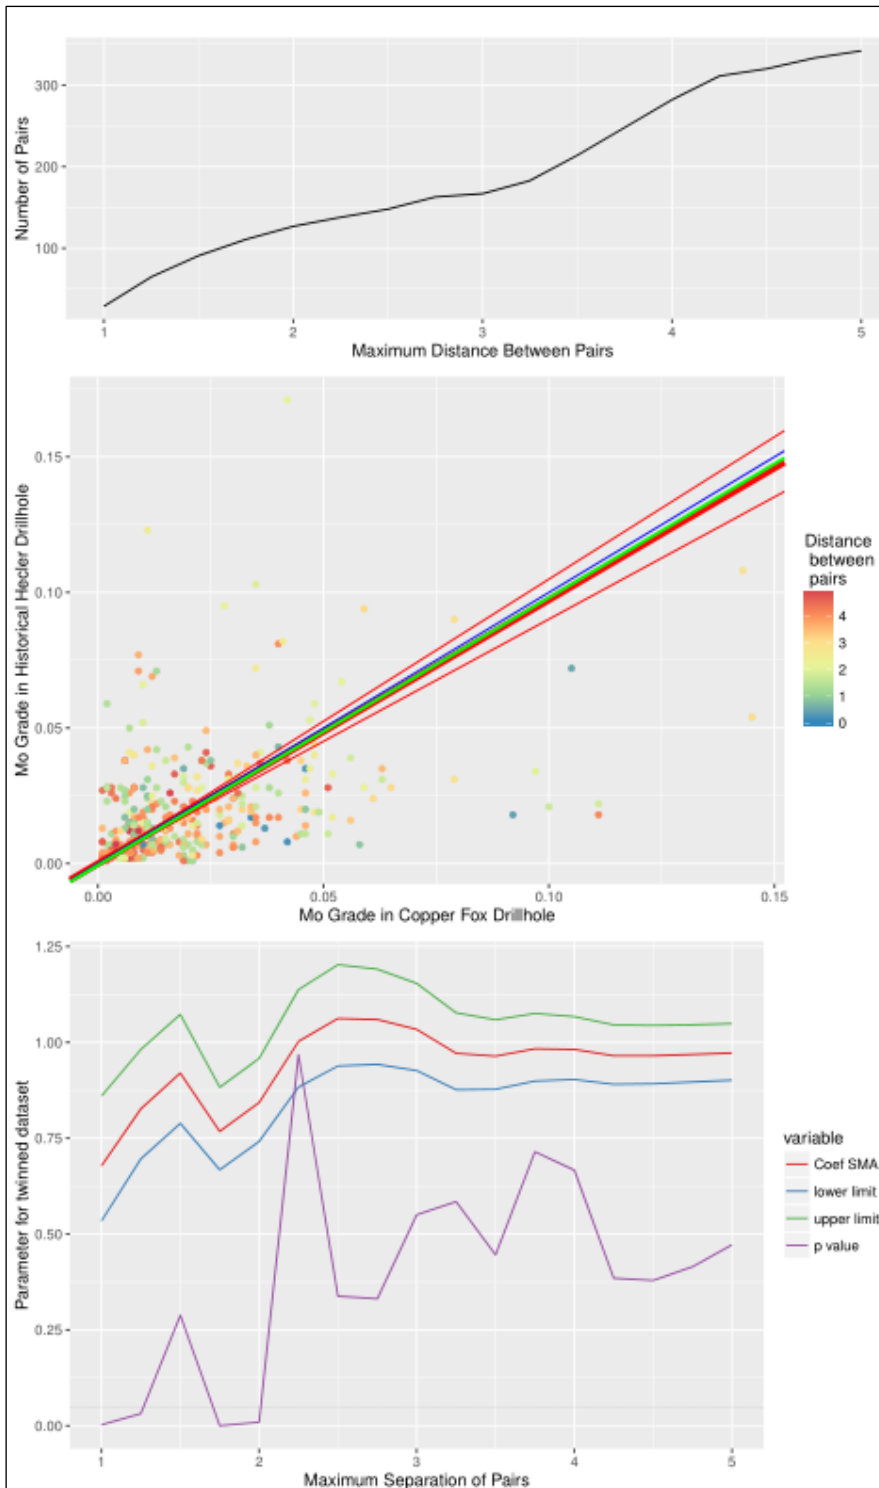 300
200
100
Number of Pairs
1 2 3 4 5
Maximum Distance Between Pairs
0.15
0.10
0.05
0.00
Mo Grade in Historical Hecler Drillhole
0.00 0.05 0.10 0.15
Mo Grade in Copper Fox Drillhole
Distance
between
pairs
4
3
2
1
0
1.25
1.00
0.75
0.50
0.25
0.00
Parameter for twinned dataset
1 2 3 4 5
Maximum Separation of Pairs
variable
Coef SMA
lower limit
upper limit
p value